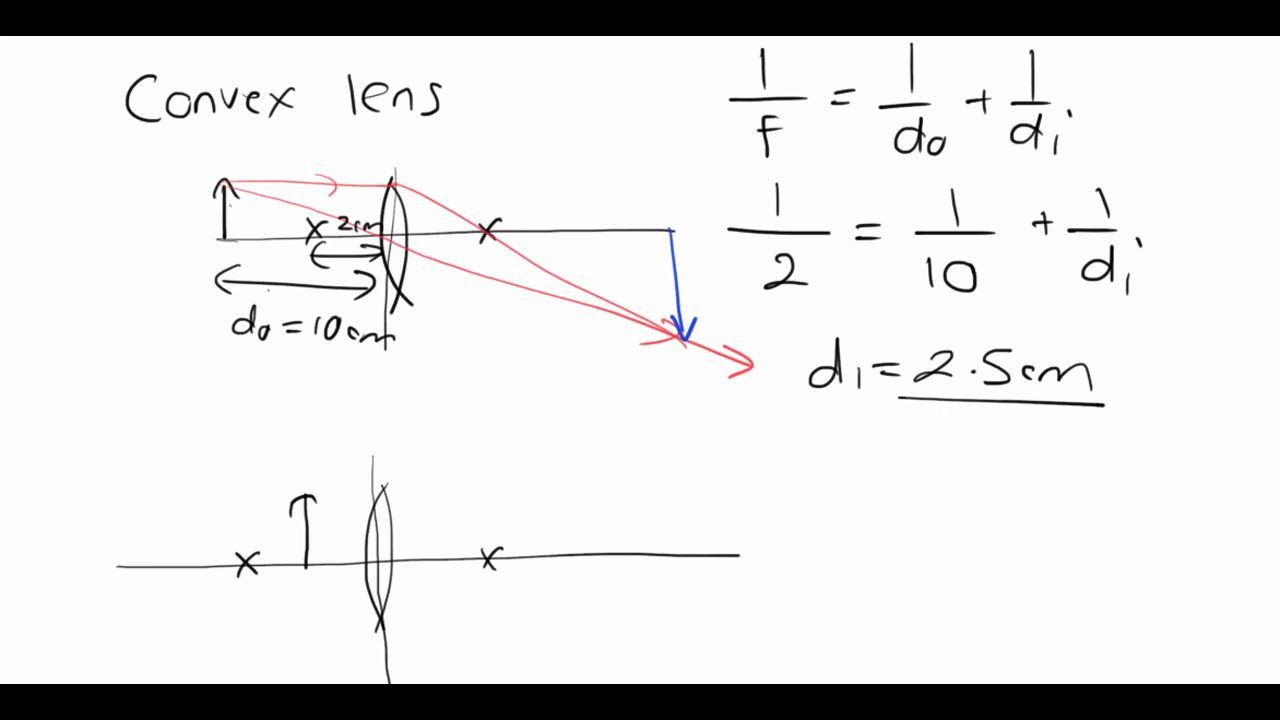 Convex lens
1/f = 1/do + 1/di
2cm
do = 10cm
1/2 = 1/10 + 1/di
di = 2.5cm